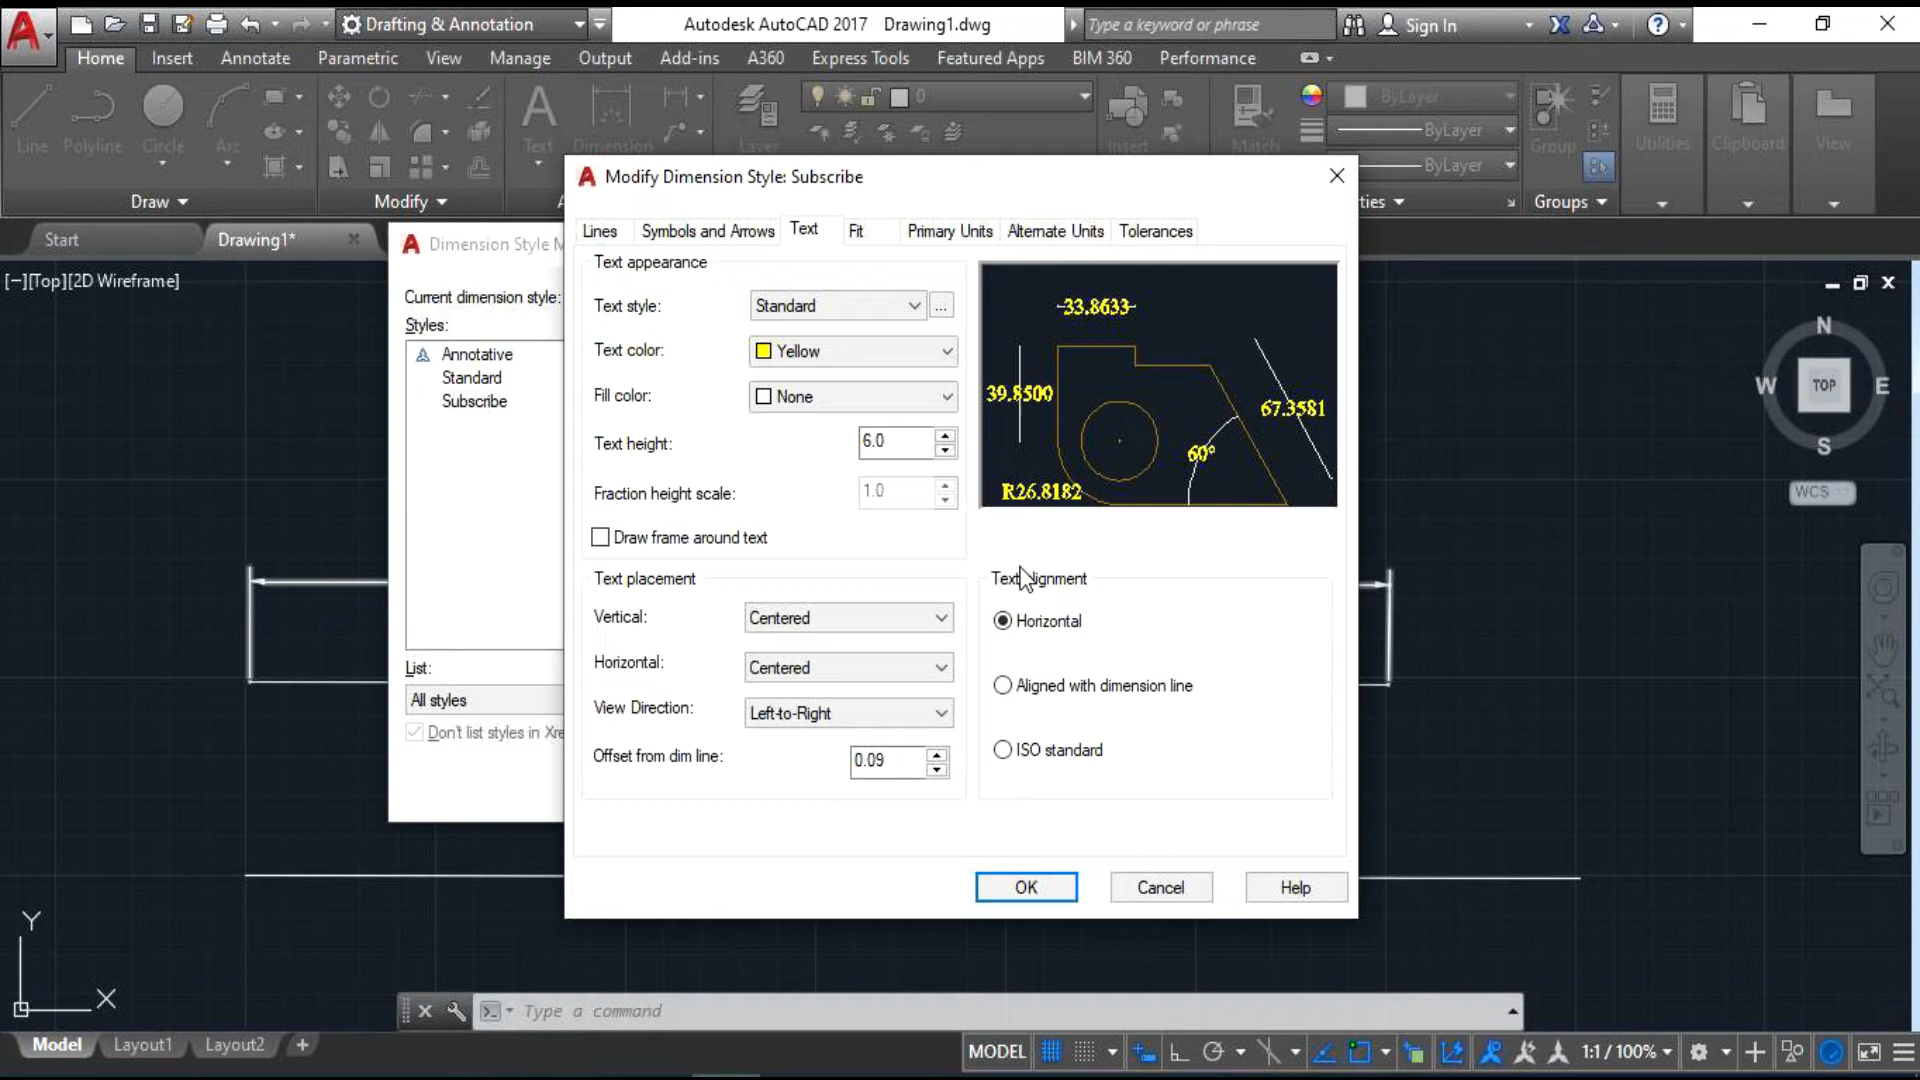 Drafting & Annotation
Autodesk AutoCAD 2017 Drawing1.dwg
Type a keyword or phrase
Sign In
Home Insert Annotate Parametric View Manage Output Add-ins A360 Express Tools Featured Apps BIM 360 Performance
0
ByLayer
ByLayer
ByLayer
Line Polyline Circle Arc Text Dimension Layer Insert Match Group Utilities Clipboard View
Draw Modify
ties Groups
Start Drawing1*
[−][Top][2D Wireframe]
Dimension Style M
Current dimension style:
Styles:
Annotative
Standard
Subscribe
List:
All styles
Don't list styles in Xre
Modify Dimension Style: Subscribe
Lines Symbols and Arrows Text Fit Primary Units Alternate Units Tolerances
Text appearance
Text style: Standard ...
Text color: Yellow
Fill color: None
Text height: 6.0
Fraction height scale: 1.0
Draw frame around text
33.8633
39.8500
67.3581
60°
R26.8182
Text placement
Vertical: Centered
Horizontal: Centered
View Direction: Left-to-Right
Offset from dim line: 0.09
Text alignment
Horizontal
Aligned with dimension line
ISO standard
OK Cancel Help
N
W TOP E
S
WCS
Y
X
Type a command
Model Layout1 Layout2 +
MODEL 1:1 / 100%